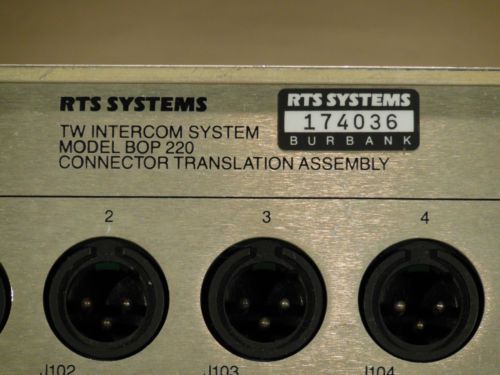 RTS SYSTEMS
TW INTERCOM SYSTEM
MODEL BOP 220
CONNECTOR TRANSLATION ASSEMBLY
RTS SYSTEMS
174036
BURBANK
2
3
4
J102
J103
J104